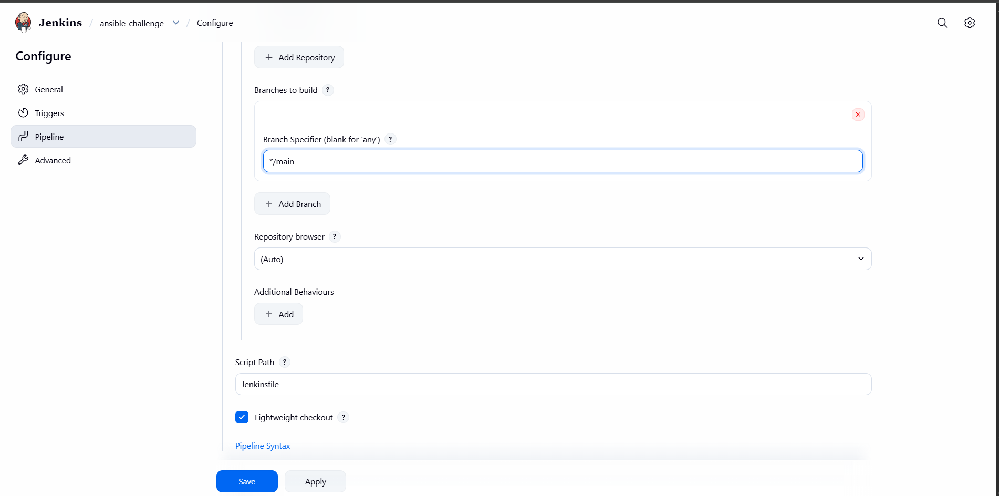 Jenkins / ansible-challenge / Configure
Configure
General
Triggers
Pipeline
Advanced
+ Add Repository
Branches to build ?
Branch Specifier (blank for 'any') ?
*/main
+ Add Branch
Repository browser ?
(Auto)
Additional Behaviours
+ Add
Script Path ?
Jenkinsfile
Lightweight checkout ?
Pipeline Syntax
Save Apply